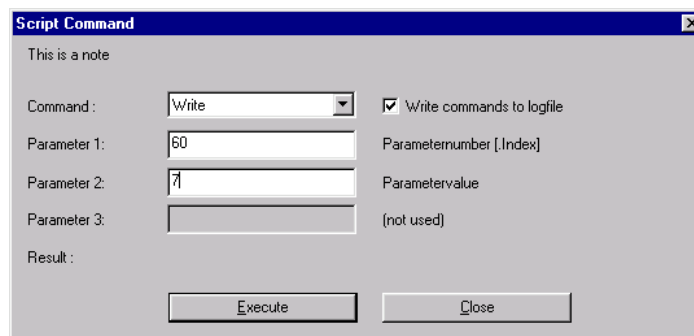 Script Command
This is a note
Command : Write Write commands to logfile
Parameter 1: 60 Parameternumber [.Index]
Parameter 2: 7 Parametervalue
Parameter 3: (not used)
Result :
Execute Close